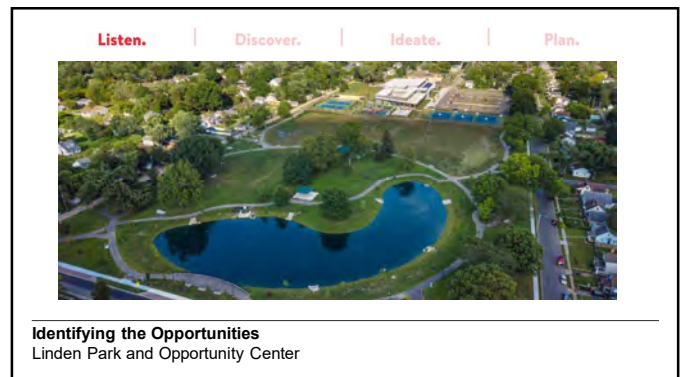 Listen. | Discover. | Ideate. | Plan.
Identifying the Opportunities
Linden Park and Opportunity Center